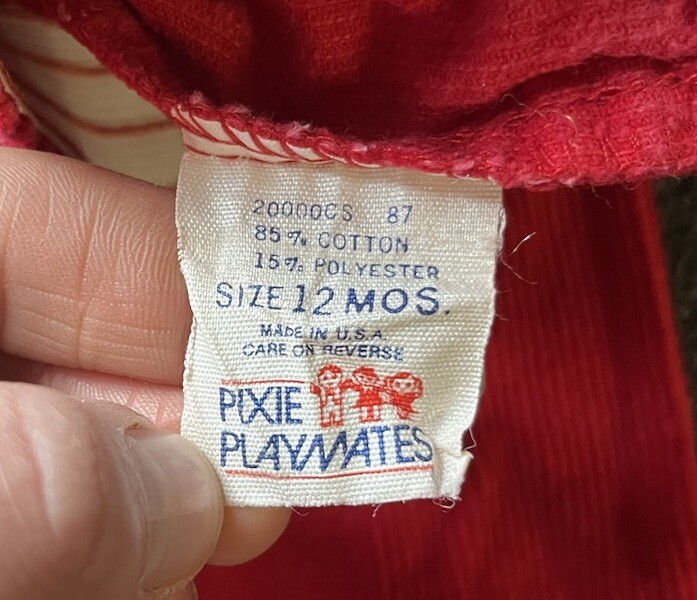 20000CS 87
85% COTTON
15% POLYESTER
SIZE 12 MOS.
MADE IN U.S.A
CARE ON REVERSE
PIXIE
PLAYMATES